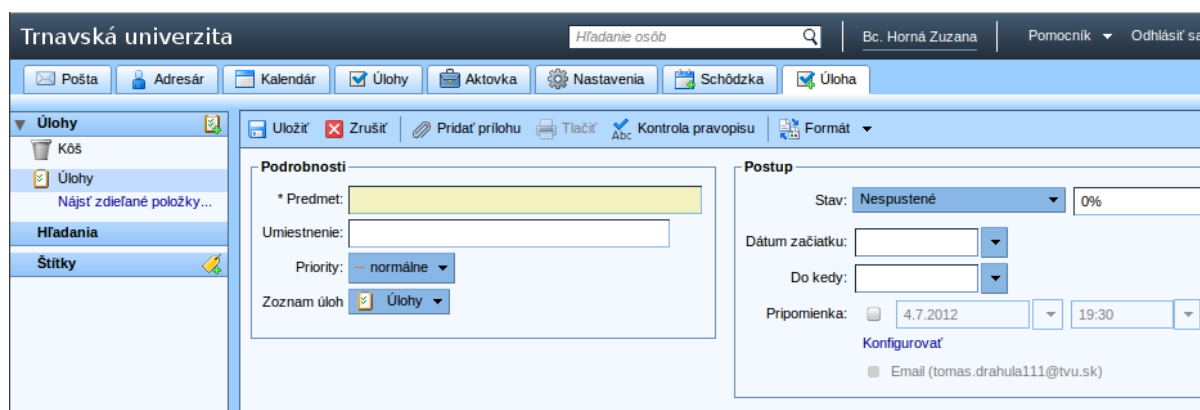 Trnavská univerzita Hľadanie osôb Bc. Horná Zuzana Pomocník Odhlásiť sa
Pošta Adresár Kalendár Úlohy Aktovka Nastavenia Schôdzka Úloha
Úlohy
Kôš
Úlohy
Nájsť zdieľané položky...
Hľadania
Štítky
Uložiť Zrušiť Pridať prílohu Tlačiť Abc Kontrola pravopisu Formát
Podrobnosti
* Predmet:
Umiestnenie:
Priority: normálne
Zoznam úloh Úlohy
Postup
Stav: Nespustené 0%
Dátum začiatku:
Do kedy:
Pripomienka: 4.7.2012 19:30
Konfigurovať
Email (tomas.drahula111@tvu.sk)